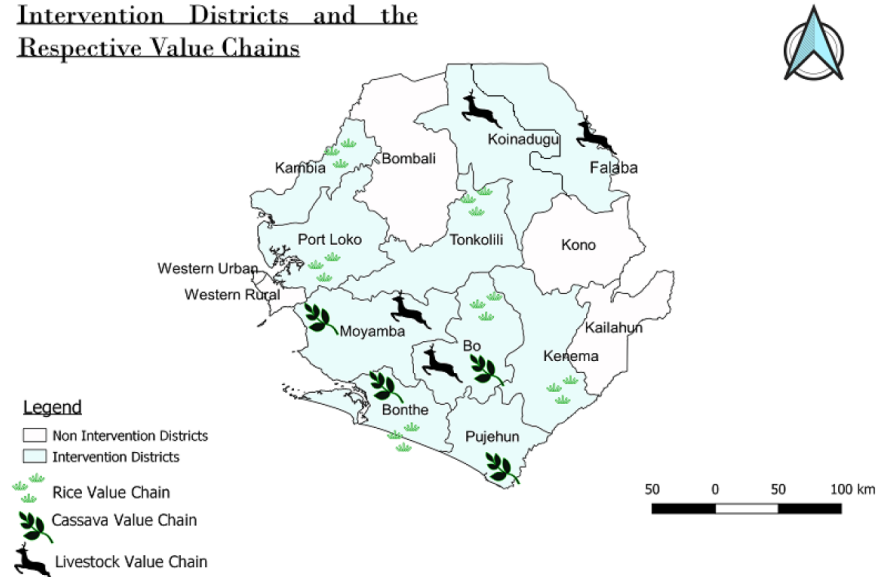 Intervention Districts and the
Respective Value Chains
Koinadugu
Bombali
Kambia
Falaba
Port Loko
Tonkolili
Kono
Western Urban
Western Rural
Moyamba
Kailahun
Bo
Kenema
Bonthe
Pujehun
Legend
Non Intervention Districts
Intervention Districts
Rice Value Chain
Cassava Value Chain
Livestock Value Chain
50 0 50 100 km